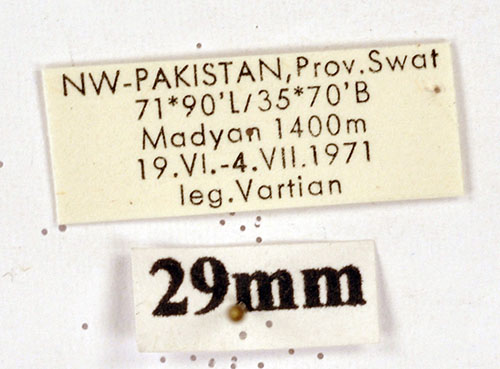 NW-PAKISTAN,Prov.Swat
71*90'L/35*70'B
Madyan 1400m
19.VI.-4.VII.1971
leg.Vartian
29mm